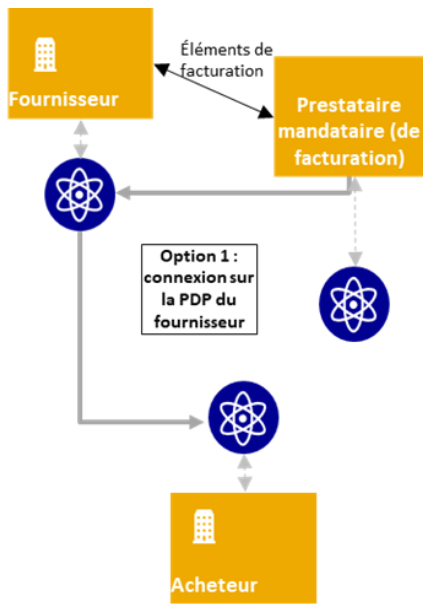 Éléments de
facturation
Fournisseur
Prestataire
mandataire (de
facturation)
Option 1 :
connexion sur
la PDP du
fournisseur
Acheteur